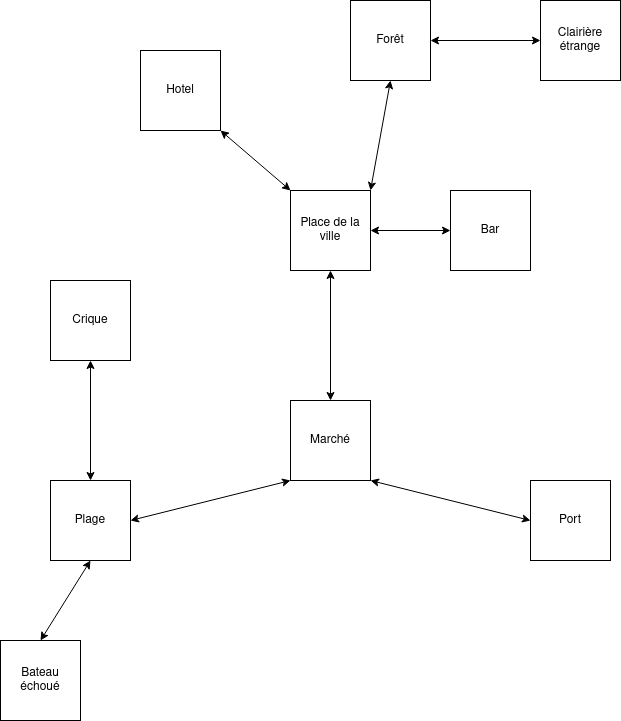 Forêt
Clairière
étrange
Hotel
Place de la
ville
Bar
Crique
Marché
Plage
Port
Bateau
échoué